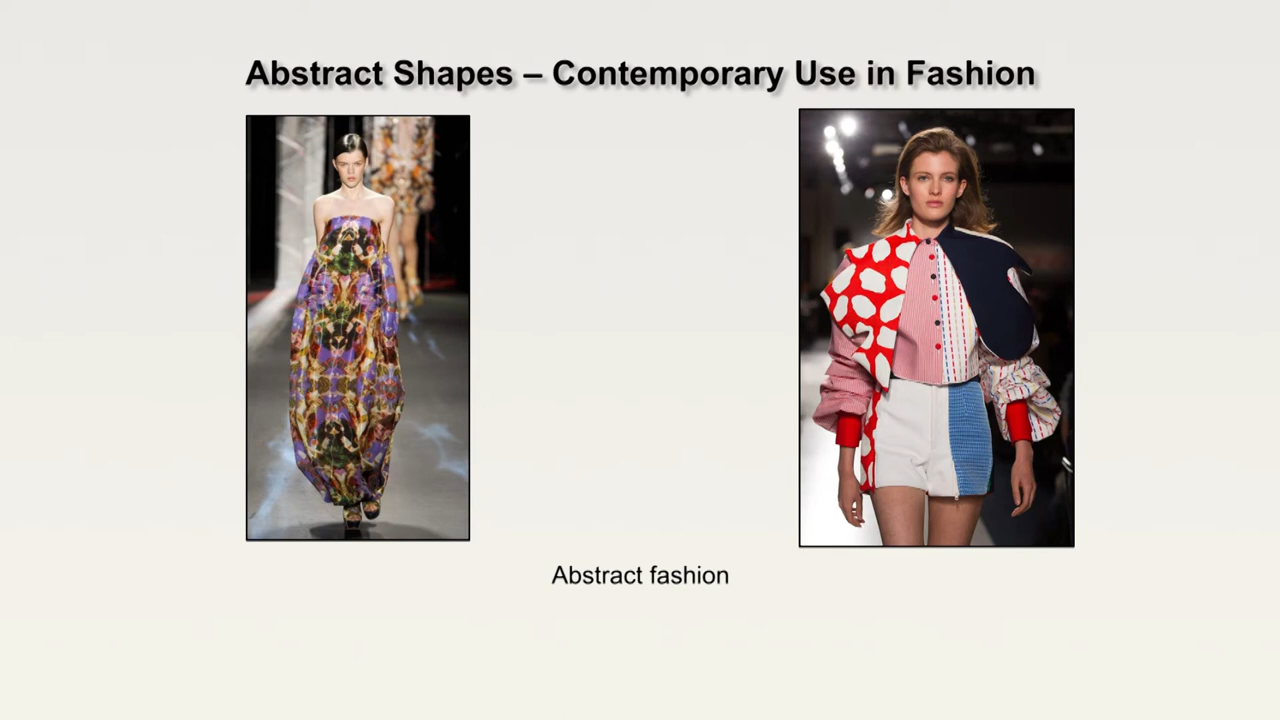 Abstract Shapes – Contemporary Use in Fashion
Abstract fashion